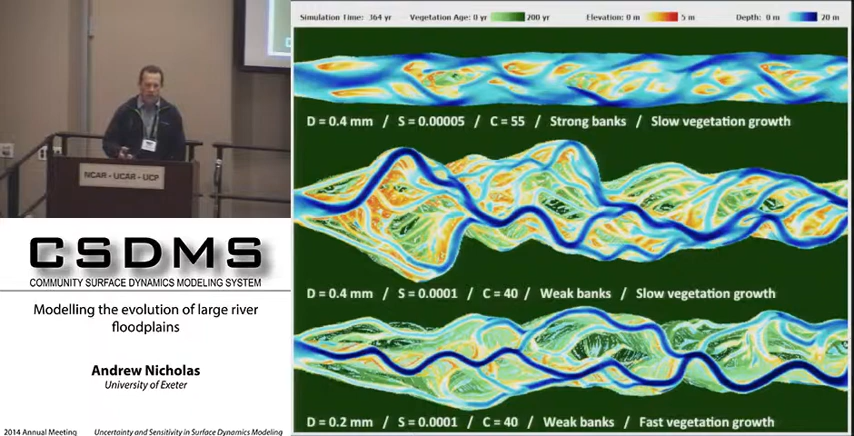 NCAR - UCAR - UCP
CSDMS
COMMUNITY SURFACE DYNAMICS MODELING SYSTEM
Modelling the evolution of large river
floodplains
Andrew Nicholas
University of Exeter
2014 Annual Meeting Uncertainty and Sensitivity in Surface Dynamics Modeling
Simulation Time: 364 yr Vegetation Age: 0 yr 200 yr Elevation: 0 m 5 m Depth: 0 m 20 m
D = 0.4 mm / S = 0.00005 / C = 55 / Strong banks / Slow vegetation growth
D = 0.4 mm / S = 0.0001 / C = 40 / Weak banks / Slow vegetation growth
D = 0.2 mm / S = 0.0001 / C = 40 / Weak banks / Fast vegetation growth